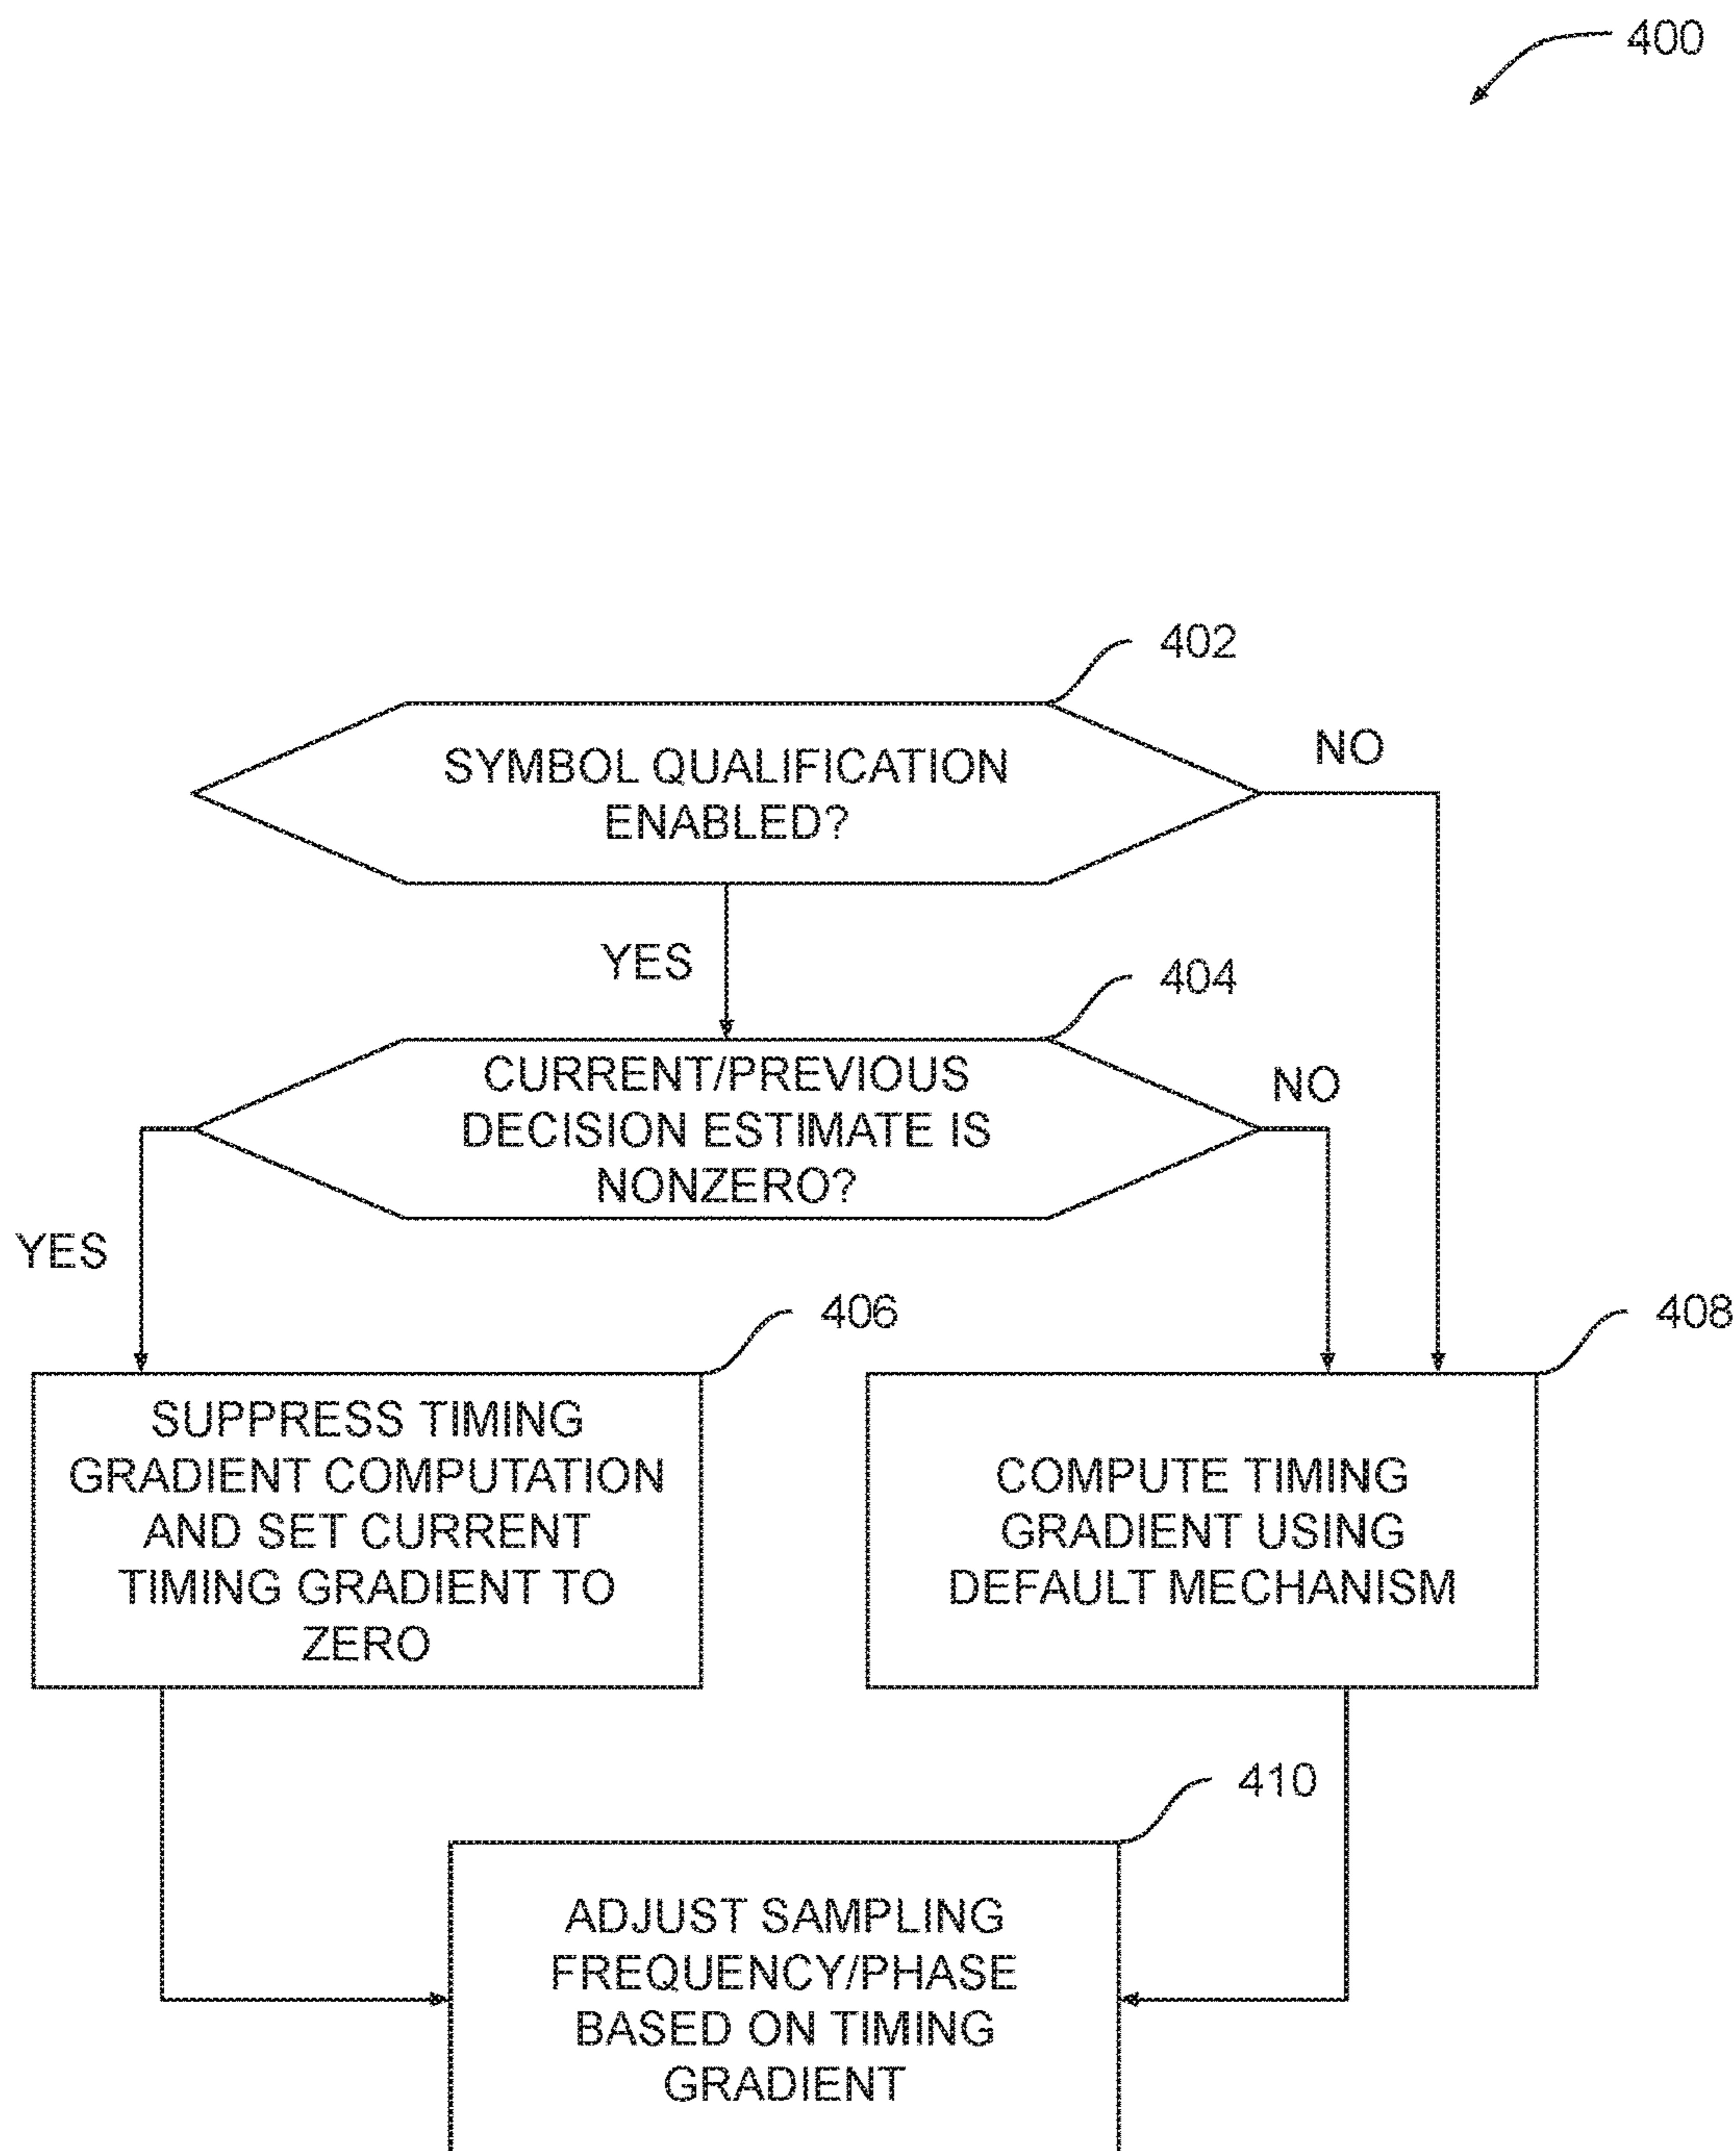 400
402
SYMBOL QUALIFICATION
ENABLED?
NO
YES
404
CURRENT/PREVIOUS
DECISION ESTIMATE IS
NONZERO?
NO
YES
406
SUPPRESS TIMING
GRADIENT COMPUTATION
AND SET CURRENT
TIMING GRADIENT TO
ZERO
408
COMPUTE TIMING
GRADIENT USING
DEFAULT MECHANISM
410
ADJUST SAMPLING
FREQUENCY/PHASE
BASED ON TIMING
GRADIENT